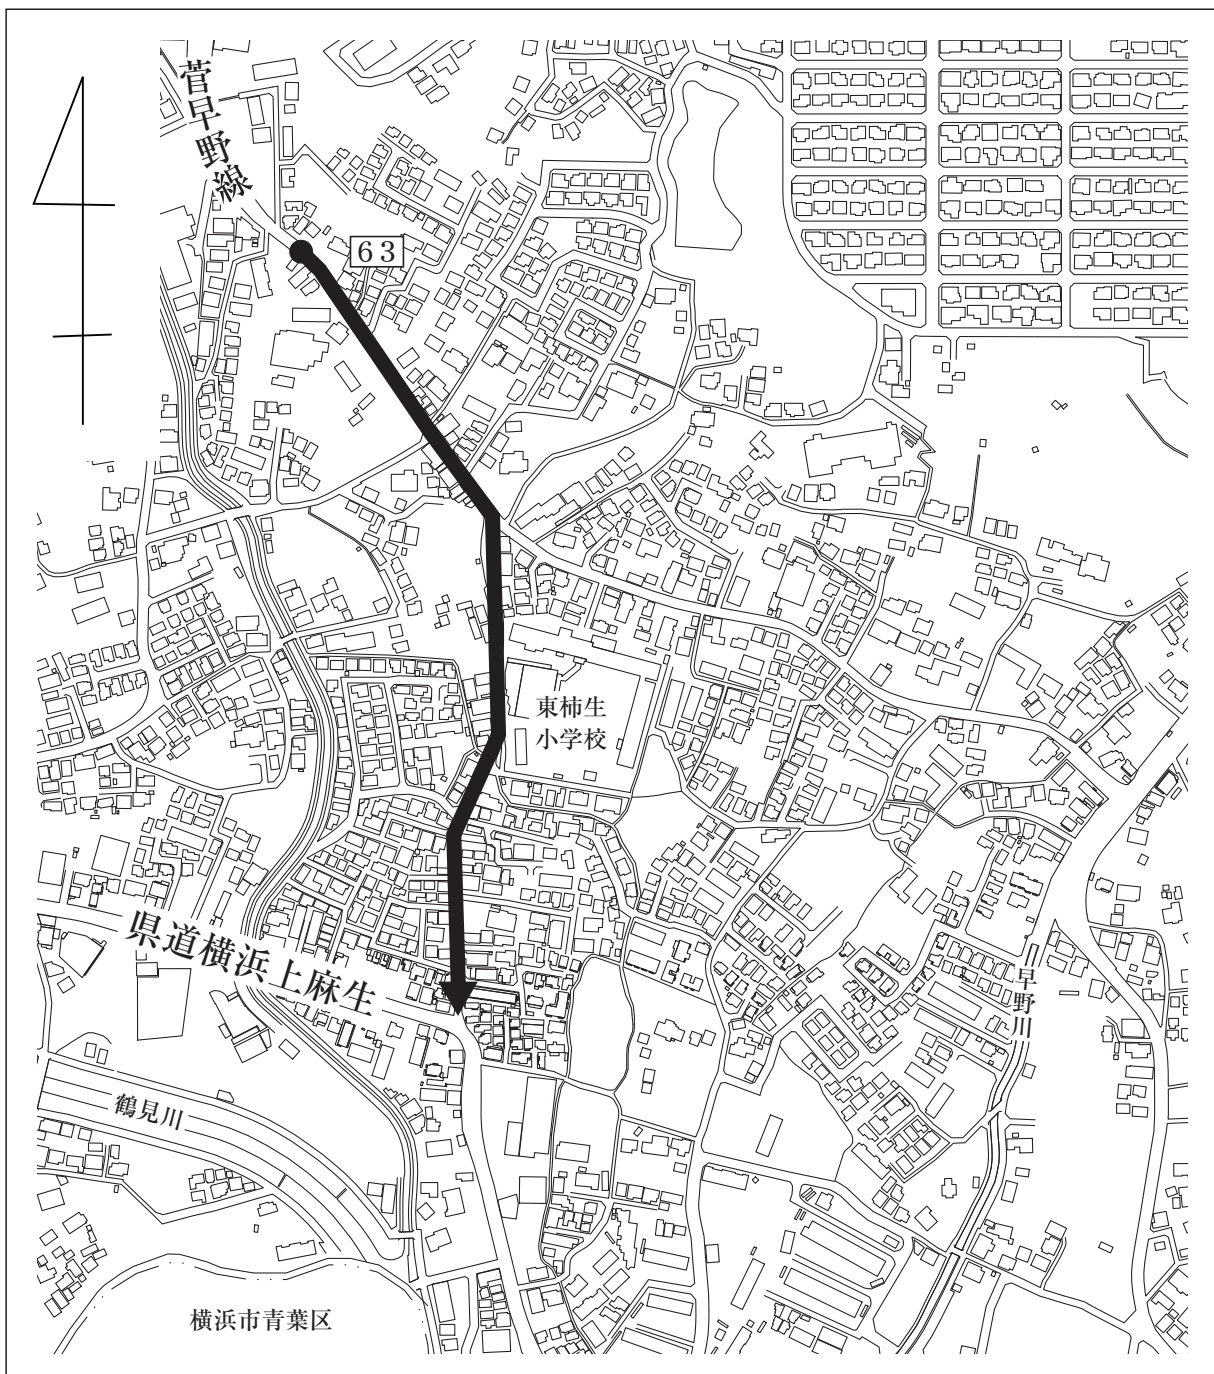 菅早野線
63
東柿生
小学校
県道横浜上麻生
早野川
鶴見川
横浜市青葉区